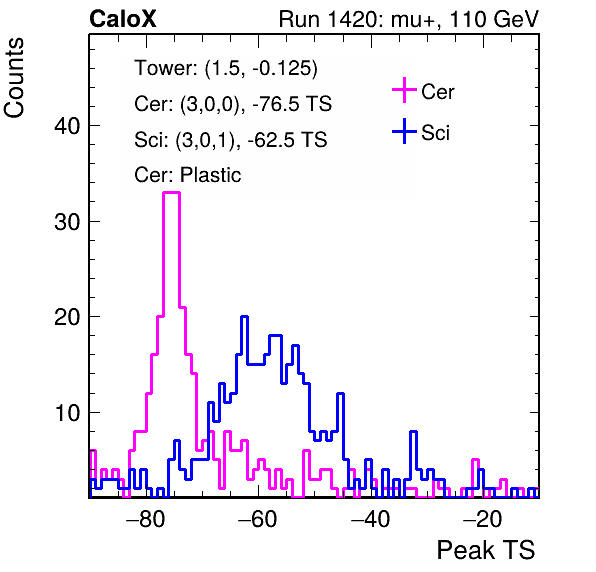 CaloX Run 1420: mu+, 110 GeV
Counts
Tower: (1.5, -0.125)
Cer: (3,0,0), -76.5 TS
Sci: (3,0,1), -62.5 TS
Cer: Plastic
Cer
Sci
40
30
20
10
−80 −60 −40 −20
Peak TS